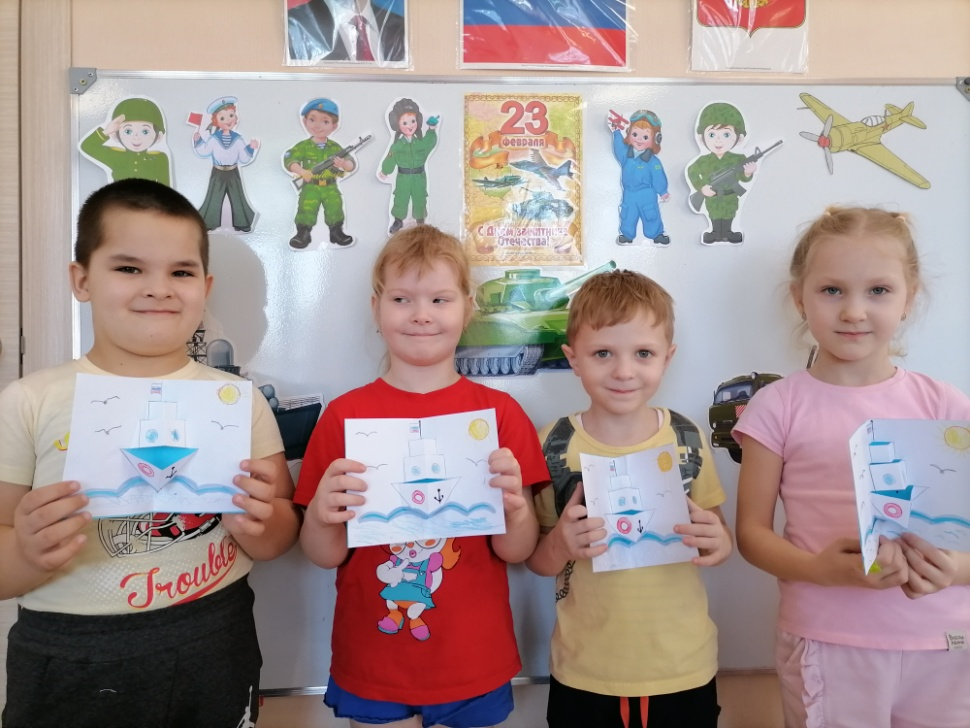 23
февраля
С Днём защитника
Отечества!
Trouble